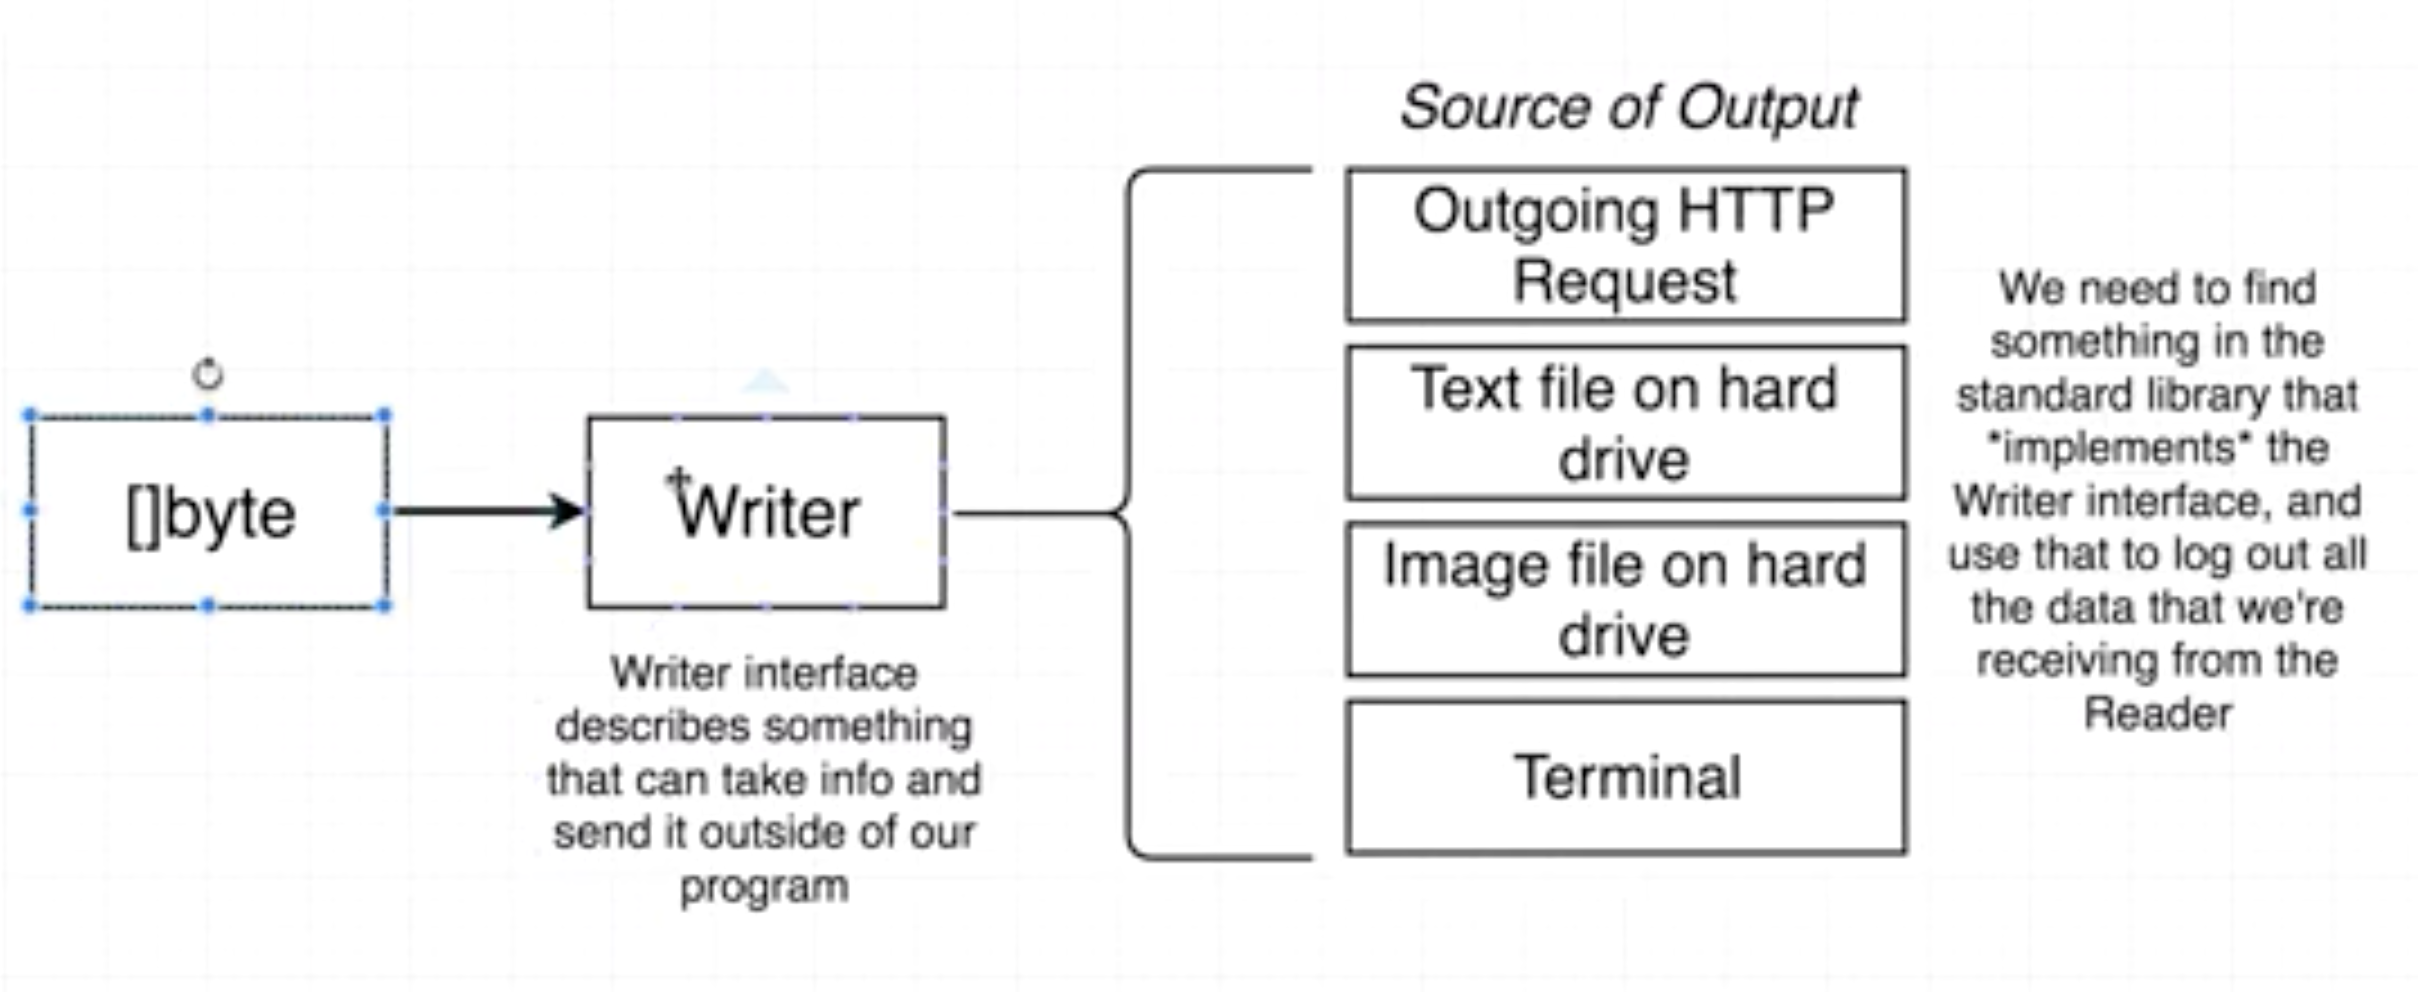 Source of Output
[]byte
Writer
Writer interface
describes something
that can take info and
send it outside of our
program
Outgoing HTTP
Request
Text file on hard
drive
Image file on hard
drive
Terminal
We need to find
something in the
standard library that
*implements* the
Writer interface, and
use that to log out all
the data that we're
receiving from the
Reader